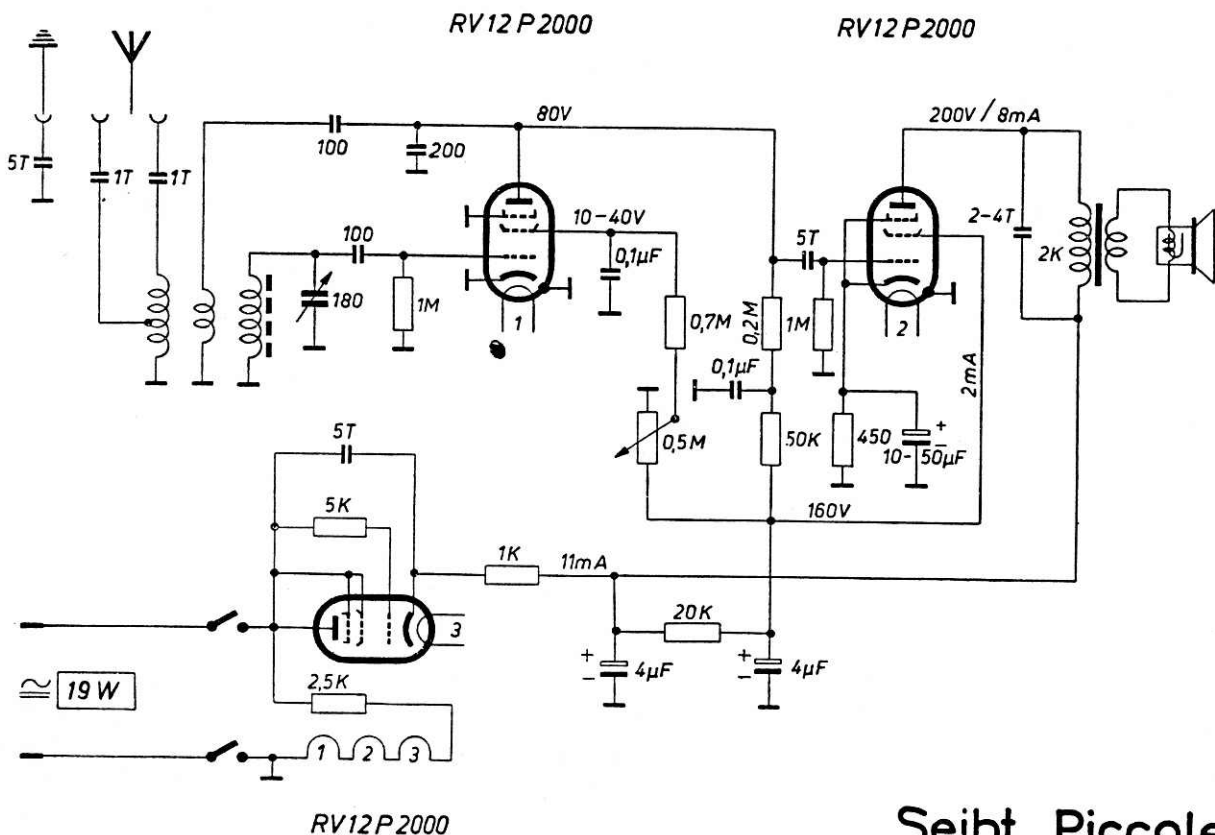 RV12P2000
RV12P2000
80V
200V/8mA
5T
1T
1T
100
200
10-40V
2-4T
100
0,1µF
5T
2K
180
1M
1
0,7M
0,2M
1M
2
2mA
0,1µF
0,5M
50K
450
+
10-50µF
5T
5K
160V
1K
11mA
3
20K
+
4µF
-
+
4µF
-
19W
2,5K
1
2
3
RV12P2000
Seibt Piccolo